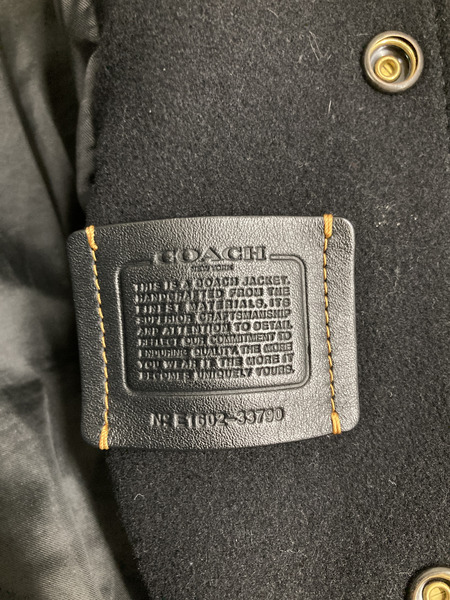 COACH
NEW YORK
THIS IS A COACH JACKET.
HANDCRAFTED FROM THE
FINEST MATERIALS, ITS
SUPERIOR CRAFTSMANSHIP
AND ATTENTION TO DETAIL
REFLECT OUR COMMITMENT TO
ENDURING QUALITY. THE MORE
YOU WEAR IT THE MORE IT
BECOMES UNIQUELY YOURS.
Nº E1602-33780